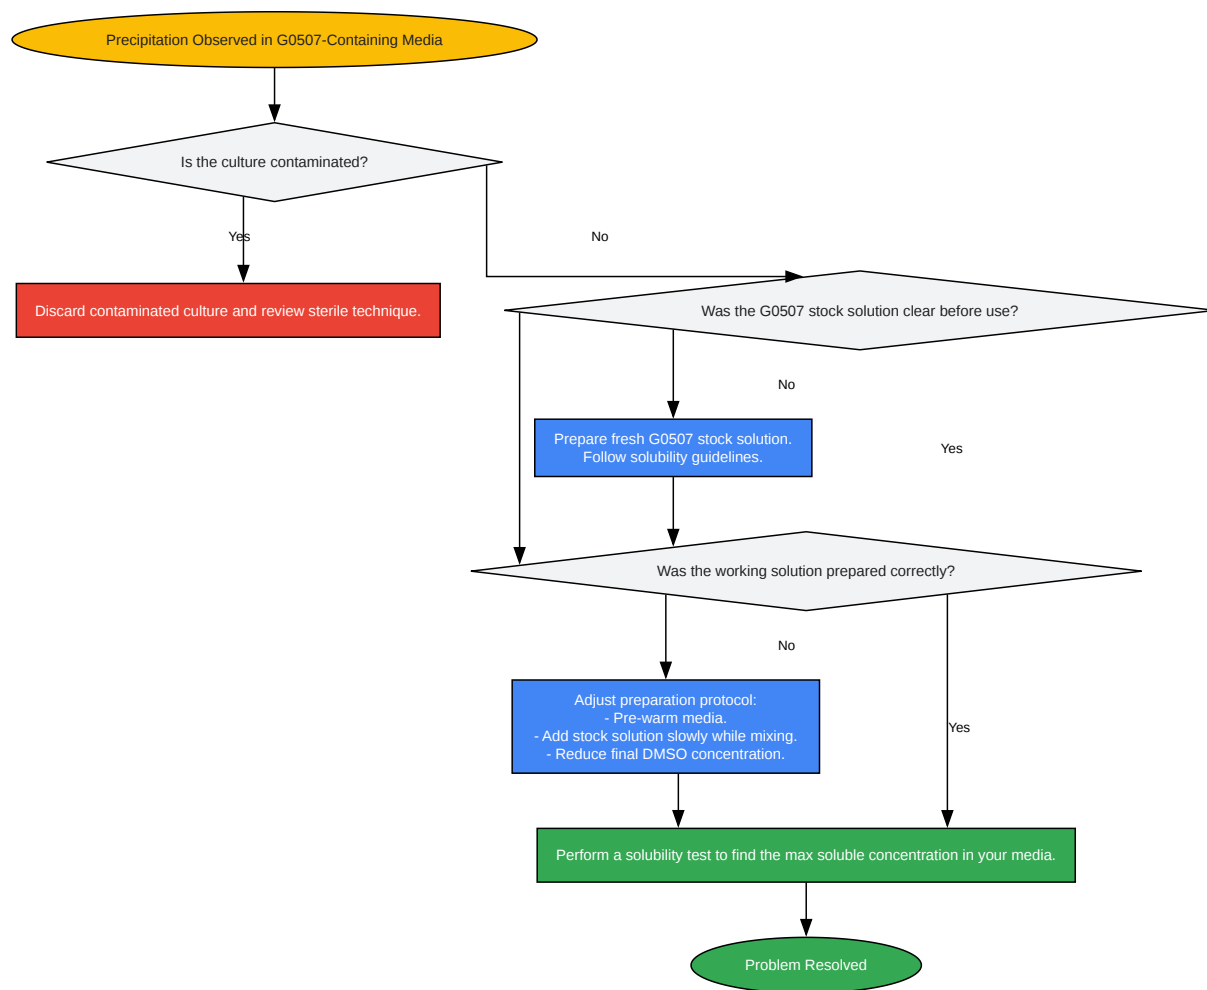 Precipitation Observed in G0507-Containing Media
Is the culture contaminated?
Yes
No
Discard contaminated culture and review sterile technique.
Was the G0507 stock solution clear before use?
No
Prepare fresh G0507 stock solution.
Follow solubility guidelines.
Yes
Was the working solution prepared correctly?
No
Adjust preparation protocol:
- Pre-warm media.
- Add stock solution slowly while mixing.
- Reduce final DMSO concentration.
Yes
Perform a solubility test to find the max soluble concentration in your media.
Problem Resolved